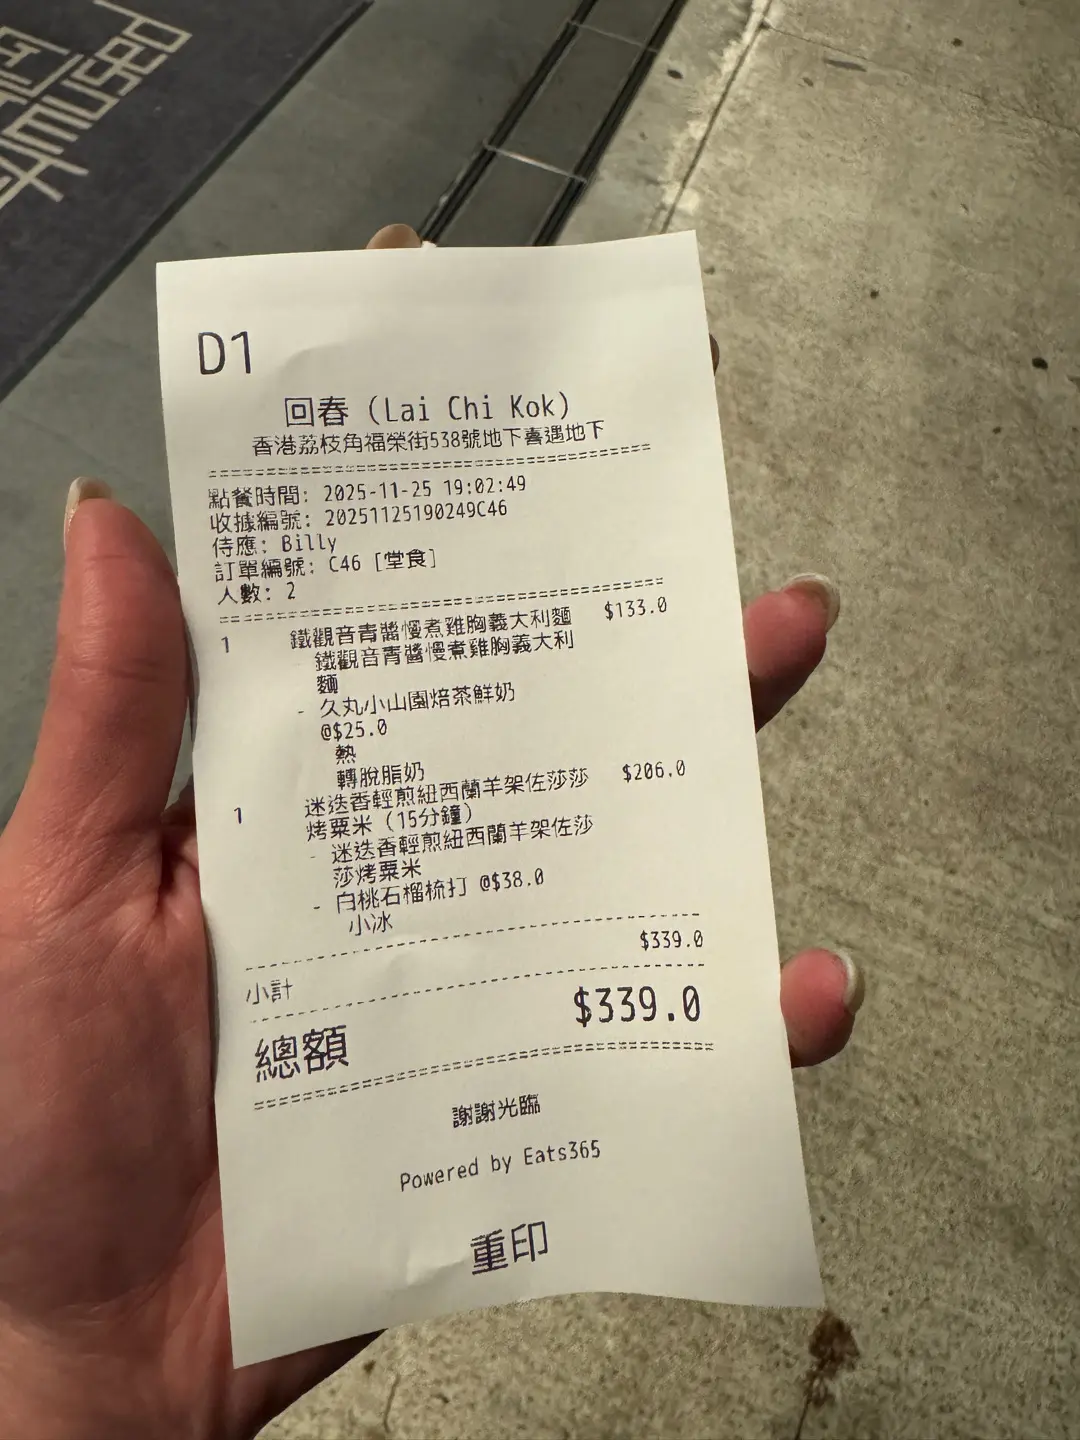 D1
回春 (Lai Chi Kok)
香港荔枝角福榮街538號地下喜遇地下
點餐時間: 2025-11-25 19:02:49
收據編號: 20251125190249C46
侍應: Billy
訂單編號: C46 [堂食]
人數: 2
1 鐵觀音青醬慢煮雞胸義大利麵 $133.0
鐵觀音青醬慢煮雞胸義大利
麵
- 久丸小山園焙茶鮮奶
@$25.0
熱
轉脫脂奶
1 迷迭香輕煎紐西蘭羊架佐莎莎 $206.0
烤粟米 (15分鐘)
- 迷迭香輕煎紐西蘭羊架佐莎
莎烤粟米
- 白桃石榴梳打 @$38.0
小冰
小計 $339.0
總額 $339.0
謝謝光臨
Powered by Eats365
重印